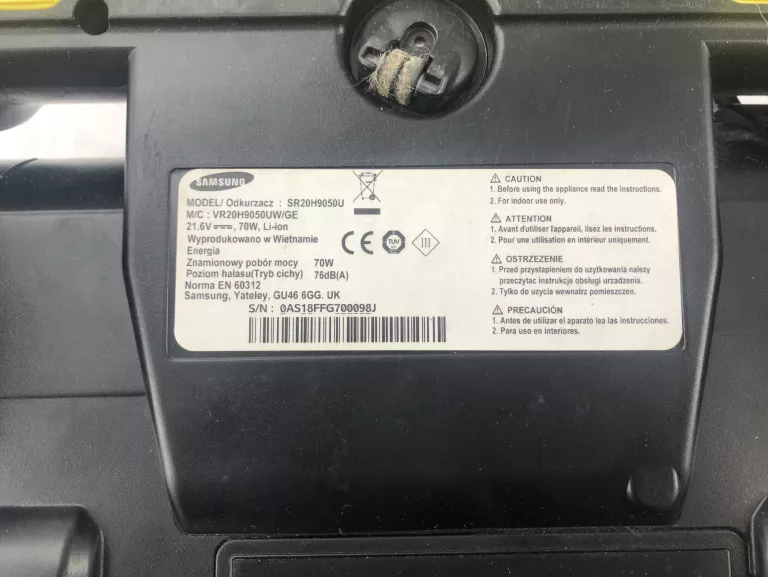 SAMSUNG
MODEL/ Odkurzacz : SR20H9050U
M/C : VR20H9050UW/GE
21.6V, 70W, Li-ion
Wyprodukowano w Wietnamie
Energia
Znamionowy pobór mocy 70W
Poziom hałasu(Tryb cichy) 76dB(A)
Norma EN 60312
Samsung, Yateley, GU46 6GG. UK
S/N : 0AS18FFG700098J
CE
TUV
III
CAUTION
1. Before using the appliance read the instructions.
2. For indoor use only.
ATTENTION
1. Avant d'utiliser l'appareil, lisez les instructions.
2. Pour une utilisation en intérieur uniquement.
OSTRZEZENIE
1. Przed przystapieniem do uzytkowania nalezy
przeczytac instrukcje obslugi urzadzenia.
2. Tylko do uzycia wewnatrz pomieszczen.
PRECAUCIÓN
1. Antes de utilizar el aparato lea las instrucciones.
2. Para uso en interiores.